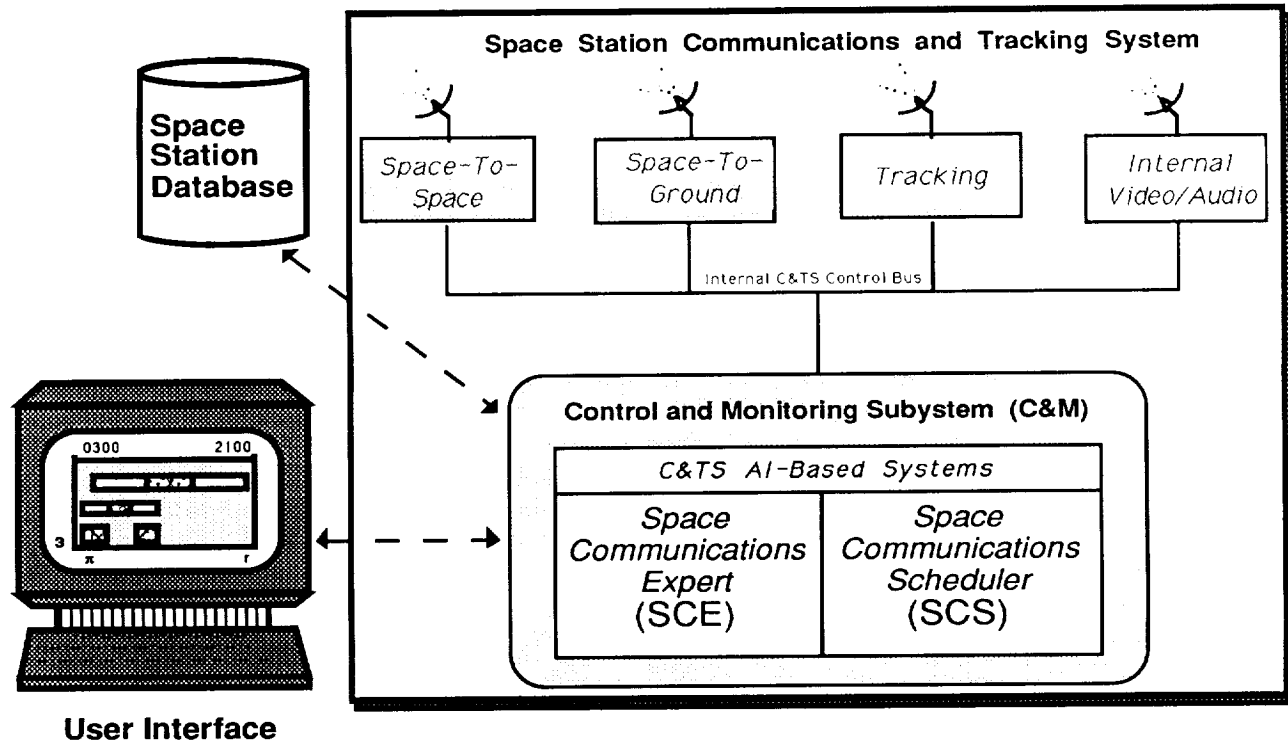 Space Station Communications and Tracking System
Space
Station
Database
Space-To-
Space
Space-To-
Ground
Tracking
Internal
Video/Audio
Internal C&TS Control Bus
Control and Monitoring Subystem (C&M)
C&TS AI-Based Systems
Space
Communications
Expert
(SCE)
Space
Communications
Scheduler
(SCS)
0300 2100
3
π r
User Interface